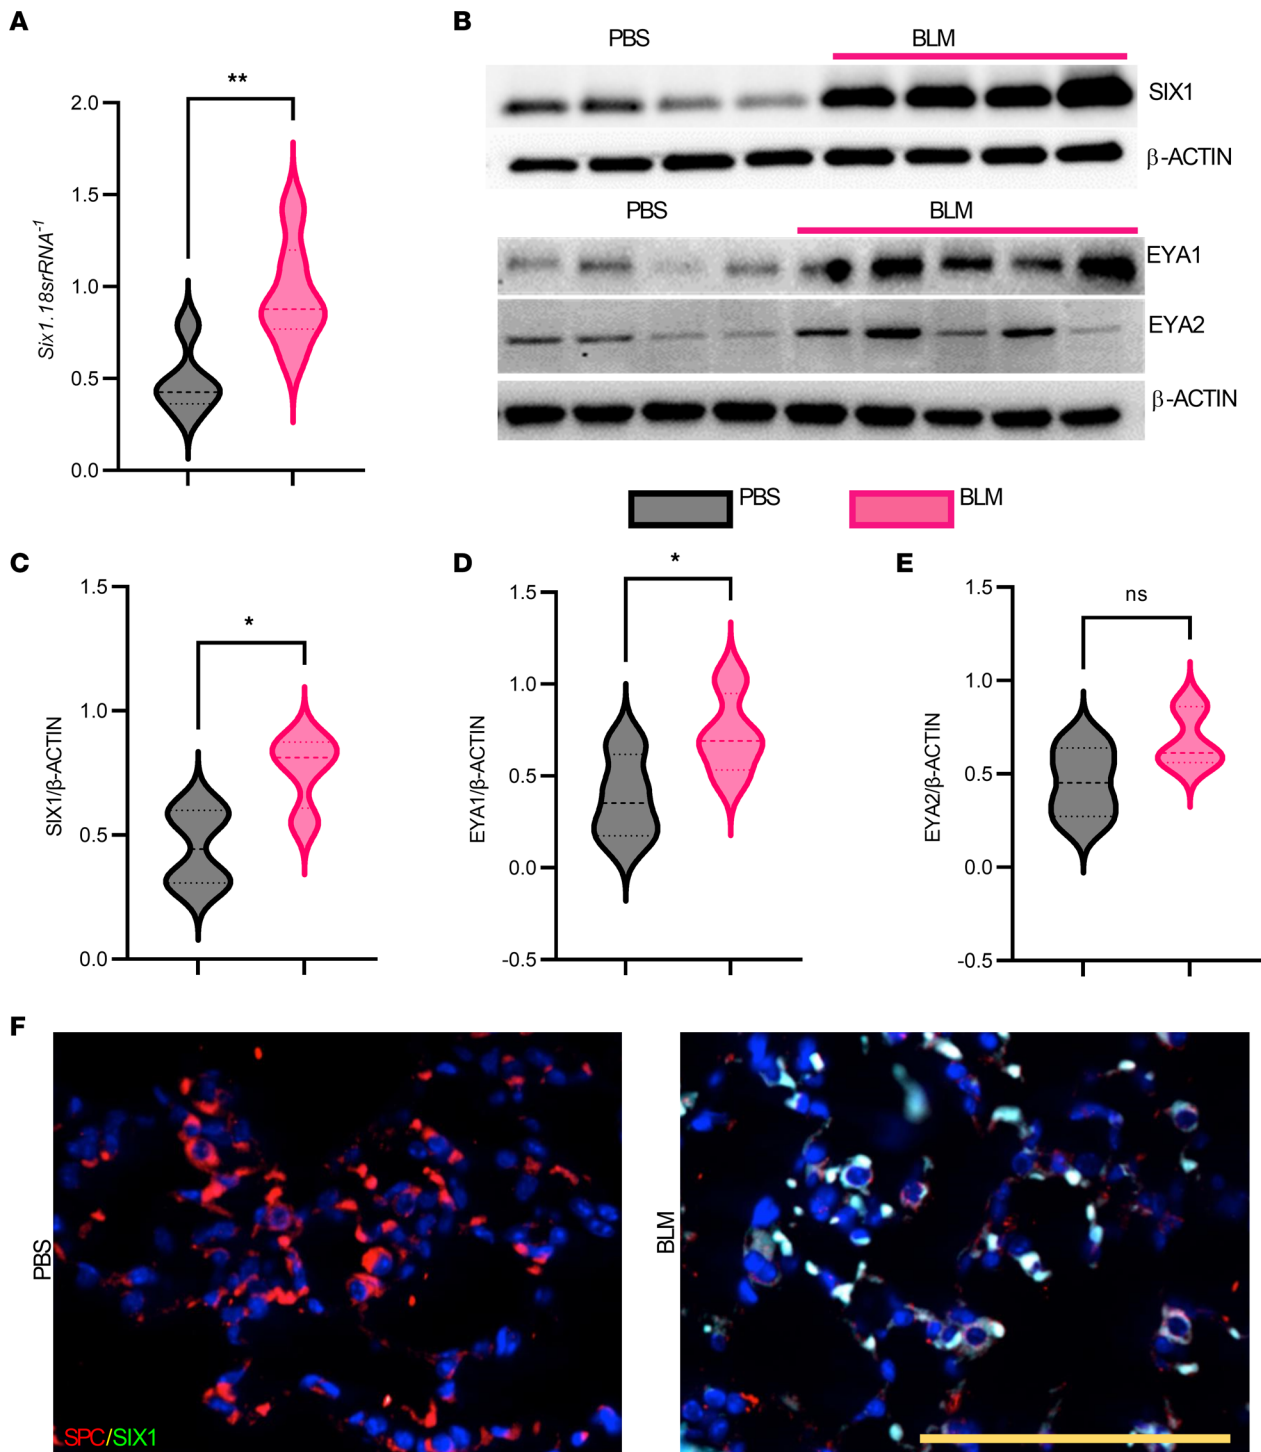 A
**
2.0
1.5
1.0
0.5
0.0
Six1.18srRNA⁻¹
B
PBS BLM
SIX1
β-ACTIN
PBS BLM
EYA1
EYA2
β-ACTIN
PBS BLM
C
*
1.5
1.0
0.5
0.0
SIX1/β-ACTIN
D
*
1.5
1.0
0.5
0.0
-0.5
EYA1/β-ACTIN
E
ns
1.5
1.0
0.5
0.0
-0.5
EYA2/β-ACTIN
F
PBS
SPC/SIX1
BLM